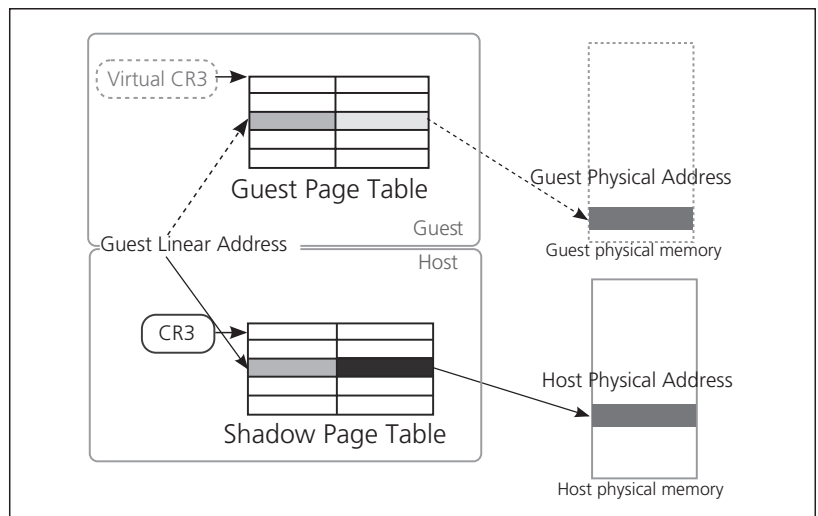 Virtual CR3
Guest Page Table
Guest Physical Address
Guest
Guest physical memory
Guest Linear Address
Host
CR3
Host Physical Address
Shadow Page Table
Host physical memory